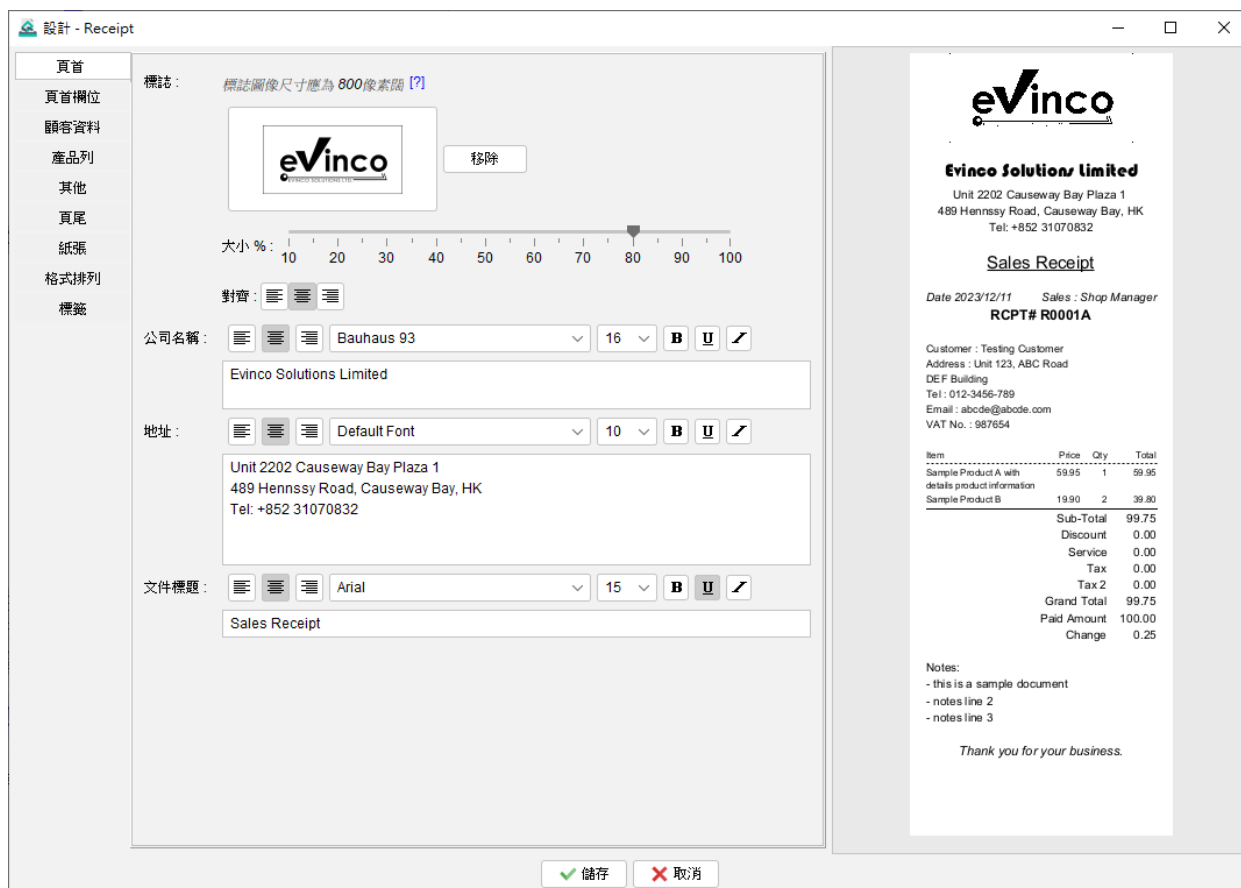 設計 - Receipt
頁首
頁首欄位
顧客資料
產品列
其他
頁尾
紙張
格式排列
標籤
標誌 :
標誌圖像尺寸應為 800像素闊 [?]
eVinco
EVINCO SOLUTIONS LTD.
移除
大小 % :
10 20 30 40 50 60 70 80 90 100
對齊 :
公司名稱 :
Bauhaus 93 16 B U I
Evinco Solutions Limited
地址 :
Default Font 10 B U I
Unit 2202 Causeway Bay Plaza 1
489 Hennssy Road, Causeway Bay, HK
Tel: +852 31070832
文件標題 :
Arial 15 B U I
Sales Receipt
儲存
取消
eVinco
Evinco Solutions Limited
Unit 2202 Causeway Bay Plaza 1
489 Hennssy Road, Causeway Bay, HK
Tel: +852 31070832
Sales Receipt
Date 2023/12/11 Sales : Shop Manager
RCPT# R0001A
Customer : Testing Customer
Address : Unit 123, ABC Road
DEF Building
Tel : 012-3456-789
Email : abcde@abcde.com
VAT No. : 987654
Item Price Qty Total
Sample Product A with 59.95 1 59.95
details product information
Sample Product B 19.90 2 39.80
Sub-Total 99.75
Discount 0.00
Service 0.00
Tax 0.00
Tax 2 0.00
Grand Total 99.75
Paid Amount 100.00
Change 0.25
Notes:
- this is a sample document
- notes line 2
- notes line 3
Thank you for your business.